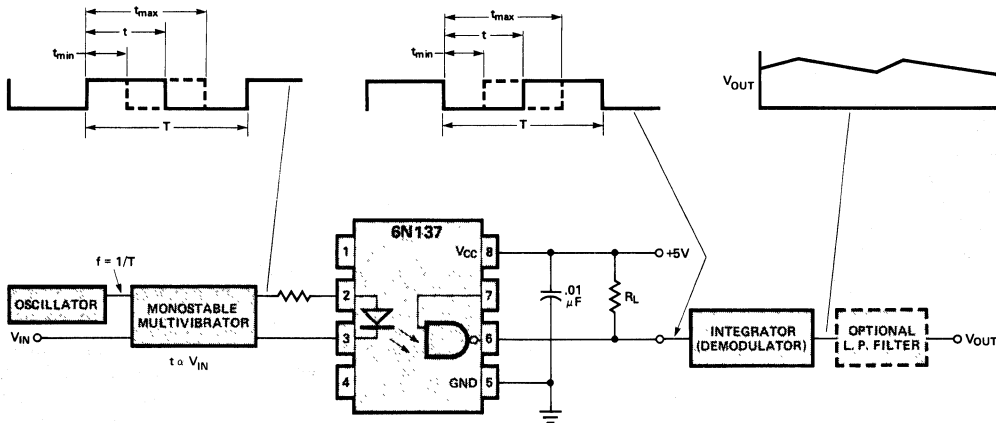 tmax
t
tmin
T
tmax
t
tmin
T
VOUT
6N137
1
VCC
8
+5V
f = 1/T
.01
μF
RL
OSCILLATOR
MONOSTABLE
MULTIVIBRATOR
2
7
VIN
3
6
INTEGRATOR
(DEMODULATOR)
OPTIONAL
L. P. FILTER
VOUT
t α VIN
4
GND
5